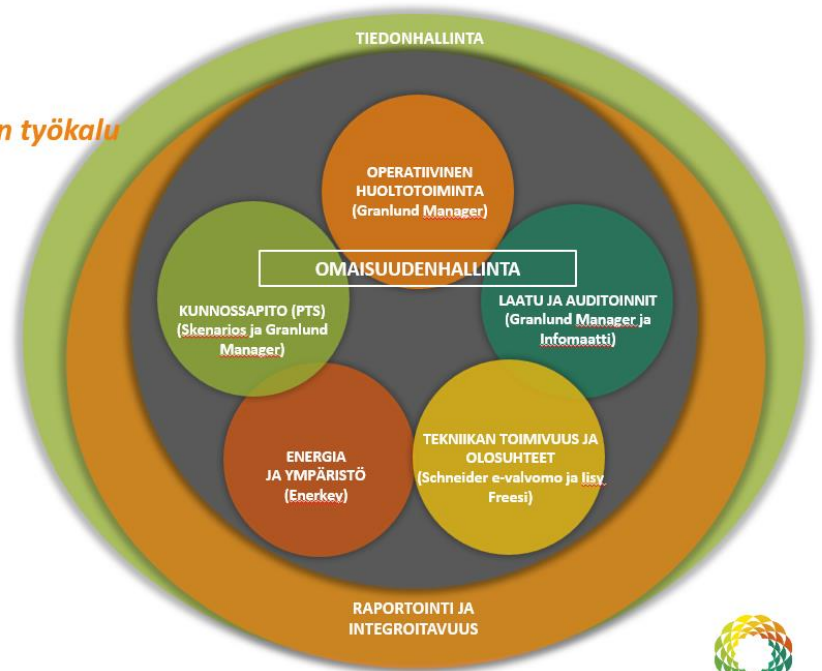 TIEDONHALLINTA
n työkalu
OPERATIIVINEN
HUOLTOTOIMINTA
(Granlund Manager)
OMAISUUDENHALLINTA
KUNNOSSAPITO (PTS)
(Skenarios ja Granlund
Manager)
LAATU JA AUDITOINNIT
(Granlund Manager ja
Infomaatti)
ENERGIA
JA YMPÄRISTÖ
(Enerkey)
TEKNIIKAN TOIMIVUUS JA
OLOSUHTEET
(Schneider e-valvomo ja Iisy
Freesi)
RAPORTOINTI JA
INTEGROITAVUUS